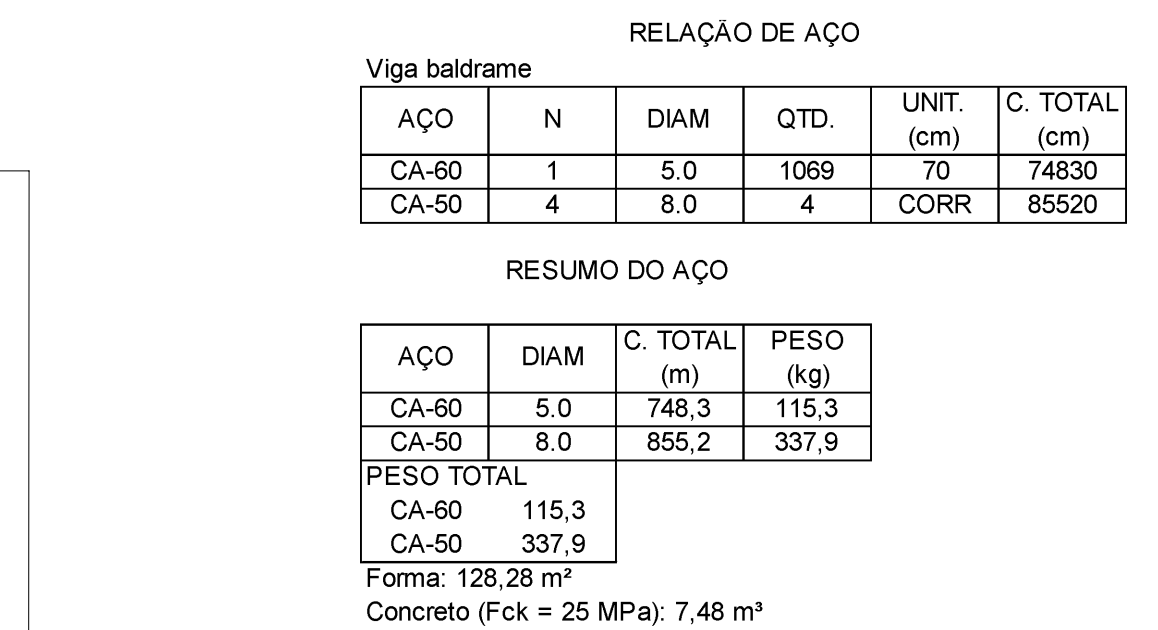 RELAÇÃO DE AÇO
Viga baldrame
AÇO N DIAM QTD. UNIT. (cm) C. TOTAL (cm)
CA-60 1 5.0 1069 70 74830
CA-50 4 8.0 4 CORR 85520
RESUMO DO AÇO
AÇO DIAM C. TOTAL (m) PESO (kg)
CA-60 5.0 748,3 115,3
CA-50 8.0 855,2 337,9
PESO TOTAL
CA-60 115,3
CA-50 337,9
Forma: 128,28 m²
Concreto (Fck = 25 MPa): 7,48 m³